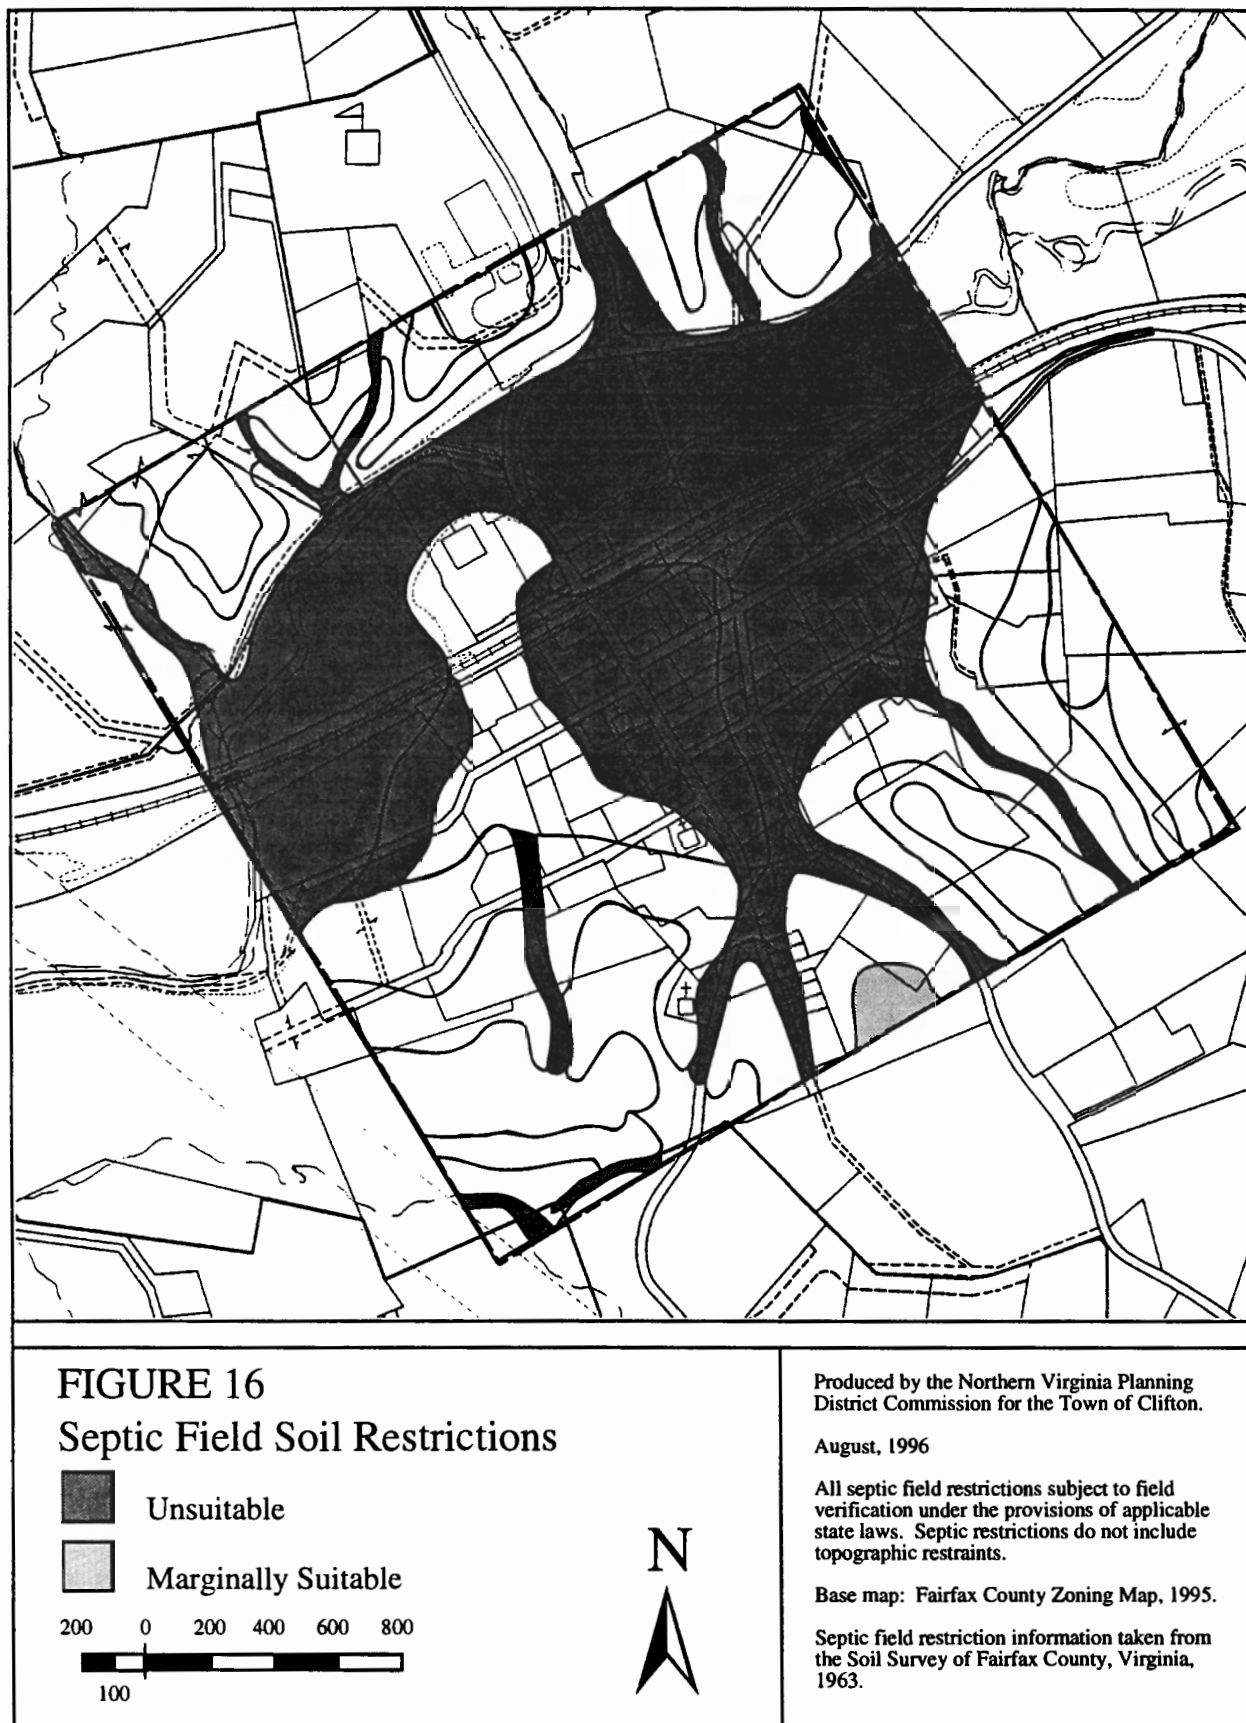 FIGURE 16
Septic Field Soil Restrictions
Unsuitable
Marginally Suitable
200 0 200 400 600 800
100
N
Produced by the Northern Virginia Planning
District Commission for the Town of Clifton.
August, 1996
All septic field restrictions subject to field
verification under the provisions of applicable
state laws. Septic restrictions do not include
topographic restraints.
Base map: Fairfax County Zoning Map, 1995.
Septic field restriction information taken from
the Soil Survey of Fairfax County, Virginia,
1963.